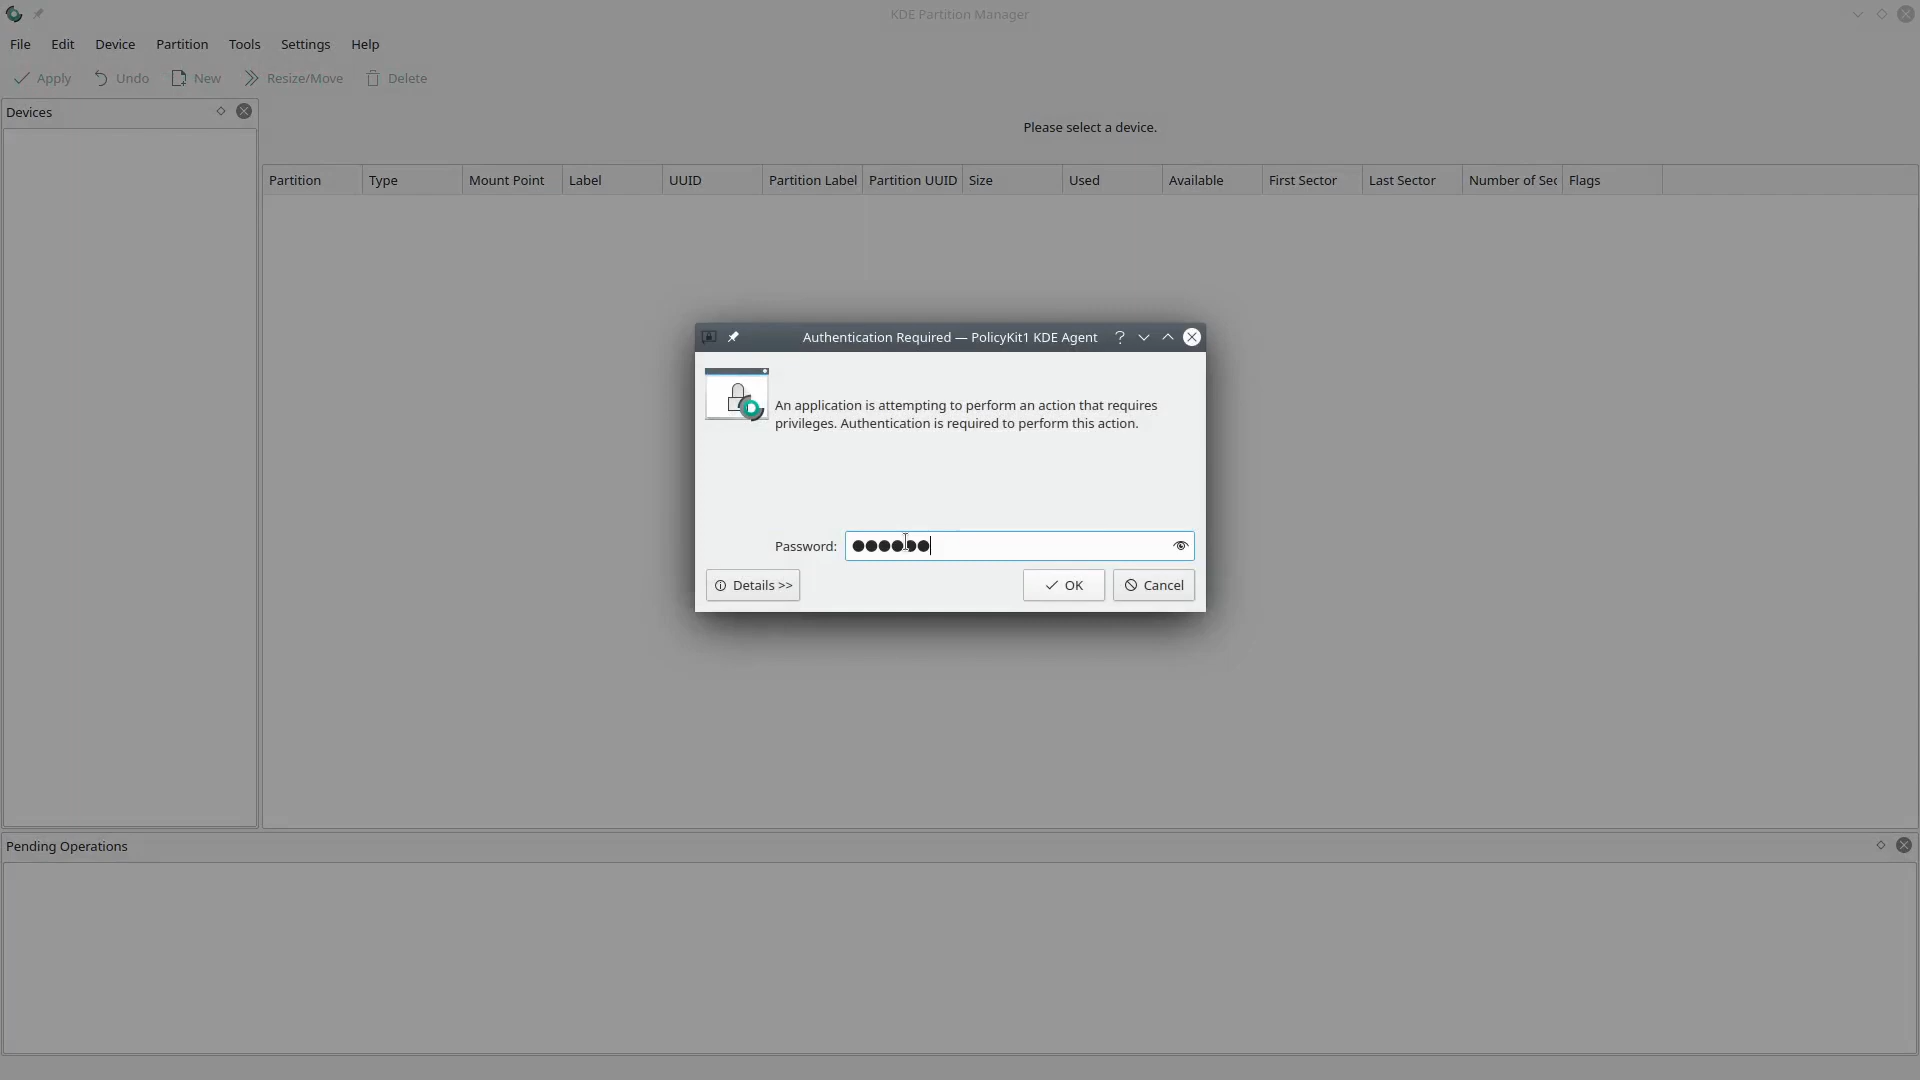 KDE Partition Manager
File Edit Device Partition Tools Settings Help
Apply Undo New Resize/Move Delete
Devices
Please select a device.
Partition Type Mount Point Label UUID Partition Label Partition UUID Size Used Available First Sector Last Sector Number of Sec Flags
Authentication Required — PolicyKit1 KDE Agent
An application is attempting to perform an action that requires
privileges. Authentication is required to perform this action.
Password: ●●●●●●
Details >> OK Cancel
Pending Operations